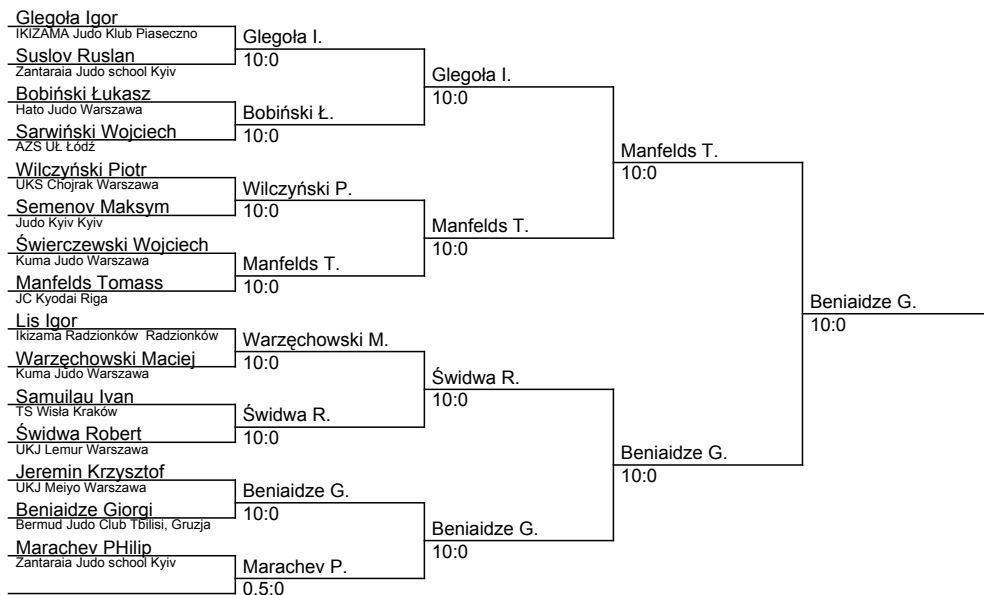 Glegoła Igor
IKIZAMA Judo Klub Piaseczno
Suslov Ruslan
Zantaraia Judo school Kyiv
Bobiński Łukasz
Hato Judo Warszawa
Sarwiński Wojciech
AZS UŁ Łódź
Wilczyński Piotr
UKS Chojrak Warszawa
Semenov Maksym
Judo Kyiv Kyiv
Świerczewski Wojciech
Kuma Judo Warszawa
Manfelds Tomass
JC Kyodai Riga
Lis Igor
Ikizama Radzionków  Radzionków
Warzęchowski Maciej
Kuma Judo Warszawa
Samuilau Ivan
TS Wisła Kraków
Świdwa Robert
UKJ Lemur Warszawa
Jeremin Krzysztof
UKJ Meiyo Warszawa
Beniaidze Giorgi
Bermud Judo Club Tbilisi, Gruzja
Marachev PHilip
Zantaraia Judo school Kyiv
Glegoła I.
10:0
Bobiński Ł.
10:0
Wilczyński P.
10:0
Manfelds T.
10:0
Warzęchowski M.
10:0
Świdwa R.
10:0
Beniaidze G.
10:0
Marachev P.
0.5:0
Glegoła I.
10:0
Manfelds T.
10:0
Świdwa R.
10:0
Beniaidze G.
10:0
Manfelds T.
10:0
Beniaidze G.
10:0
Beniaidze G.
10:0